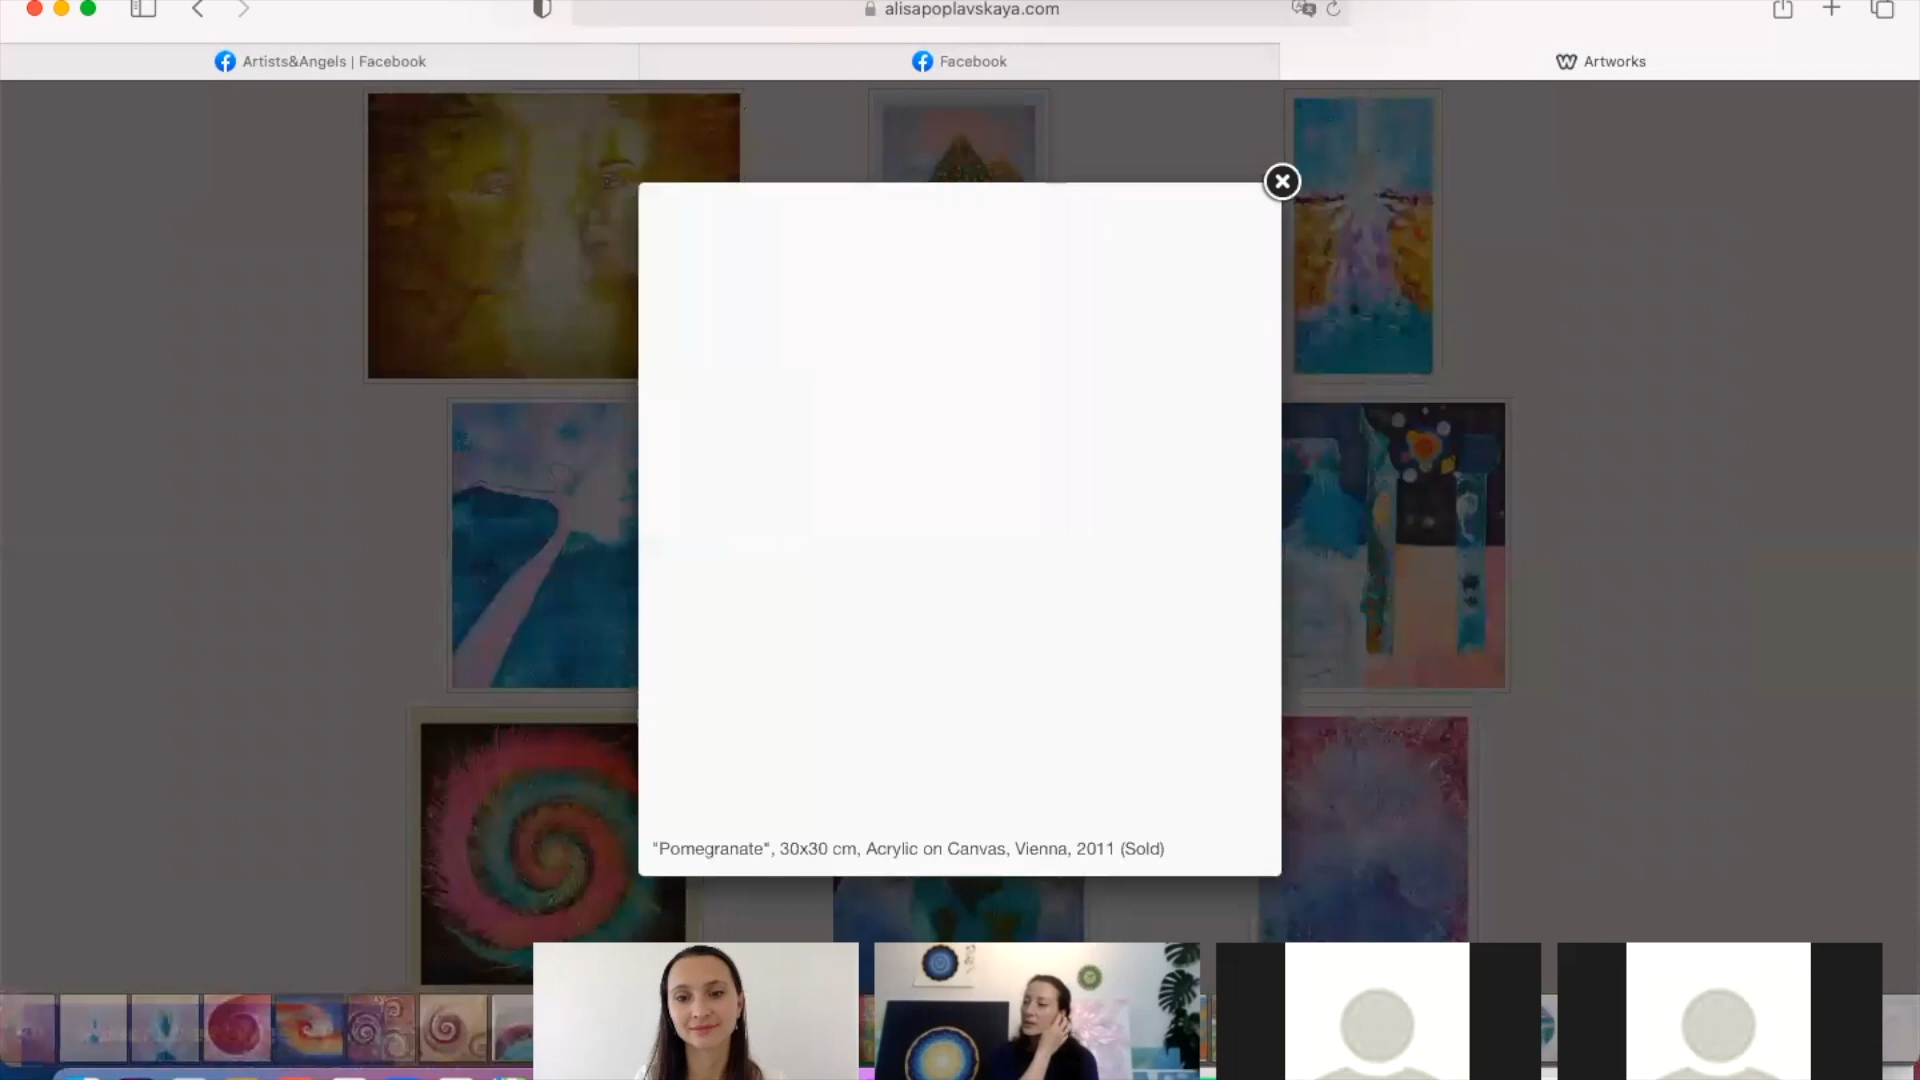 alisapoplavskaya.com
Artists&Angels | Facebook
Facebook
Artworks
"Pomegranate", 30x30 cm, Acrylic on Canvas, Vienna, 2011 (Sold)